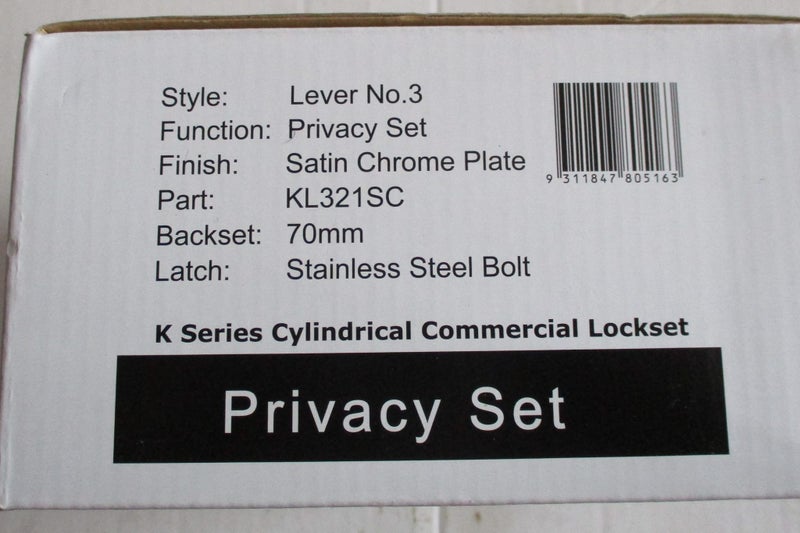 Style: Lever No.3
Function: Privacy Set
Finish: Satin Chrome Plate
Part: KL321SC
Backset: 70mm
Latch: Stainless Steel Bolt
9 311847 805163
K Series Cylindrical Commercial Lockset
Privacy Set